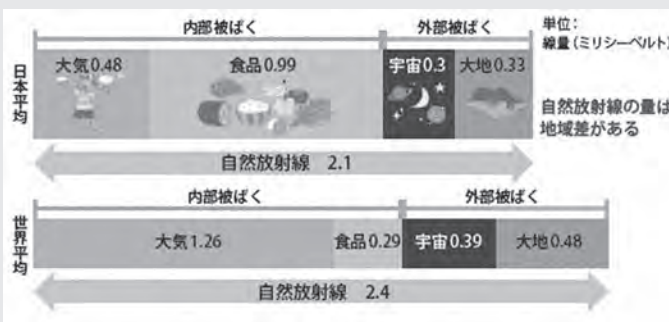 内部被ばく 外部被ばく 単位：
線量（ミリシーベルト）
日本平均
大気0.48 食品0.99 宇宙0.3 大地0.33
自然放射線の量は
地域差がある
自然放射線 2.1
内部被ばく 外部被ばく
世界平均
大気1.26 食品0.29 宇宙0.39 大地0.48
自然放射線 2.4